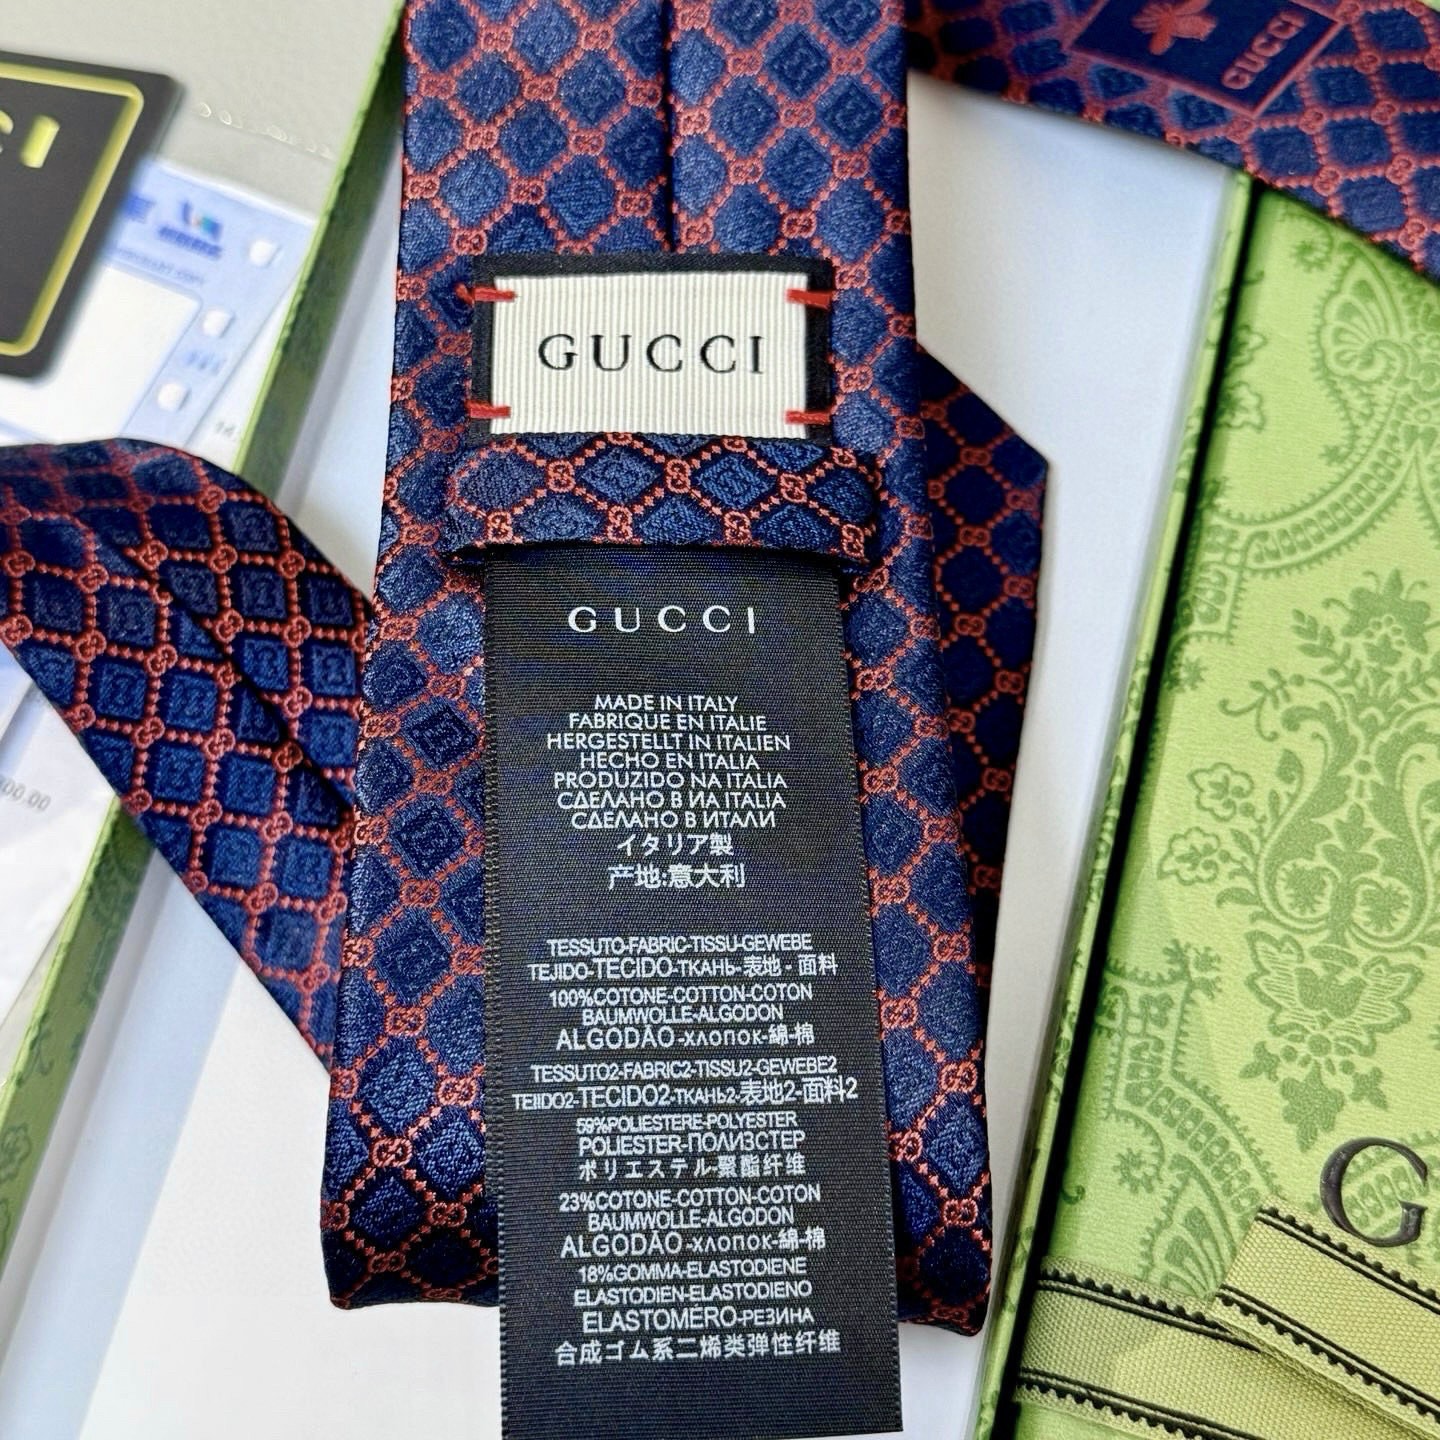 GUCCI
GUCCI
GUCCI
MADE IN ITALY
FABRIQUE EN ITALIE
HERGESTELLT IN ITALIEN
HECHO EN ITALIA
PRODUZIDO NA ITALIA
СДЕЛАНО В ИА ITALIA
СДЕЛАНО В ИТАЛИ
イタリア製
产地:意大利
TESSUTO-FABRIC-TISSU-GEWEBE
TEJIDO-TECIDO-ТКАНЬ-表地 - 面料
100%COTONE-COTTON-COTON
BAUMWOLLE-ALGODON
ALGODÃO-хлопок-綿-棉
TESSUTO2-FABRIC2-TISSU2-GEWEBE2
TEIIDO2-TECIDO2-ТКАНЬ2-表地2-面料2
59%POLIESTERE-POLYESTER
POLIESTER-ПОЛИЗСТЕР
ポリエステル-聚酯纤维
23%COTONE-COTTON-COTON
BAUMWOLLE-ALGODON
ALGODÃO-хлопок-綿-棉
18%GOMMA-ELASTODIENE
ELASTODIEN-ELASTODIENO
ELASTOMÉRO-РЕЗИНА
合成ゴム系二烯类弹性纤维
G